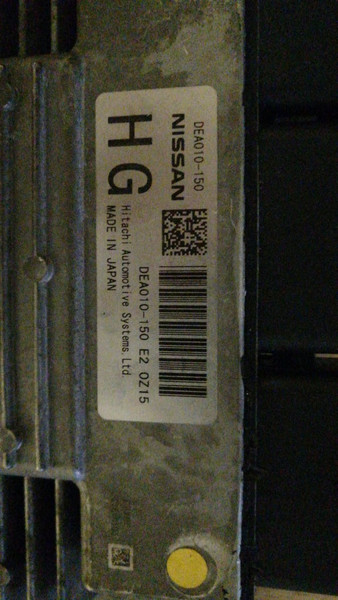 DEA010-150
NISSAN
HG
DEA010-150 E2 0Z15
Hitachi Automotive Systems.Ltd.
MADE IN JAPAN